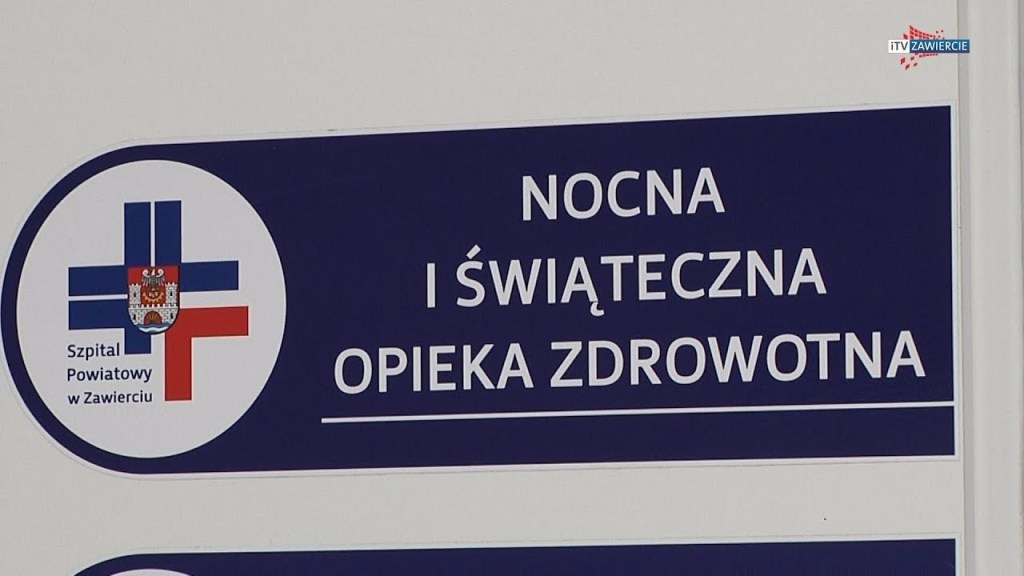 iTV ZAWIERCIE
NOCNA
I ŚWIĄTECZNA
OPIEKA ZDROWOTNA
Szpital
Powiatowy
w Zawierciu